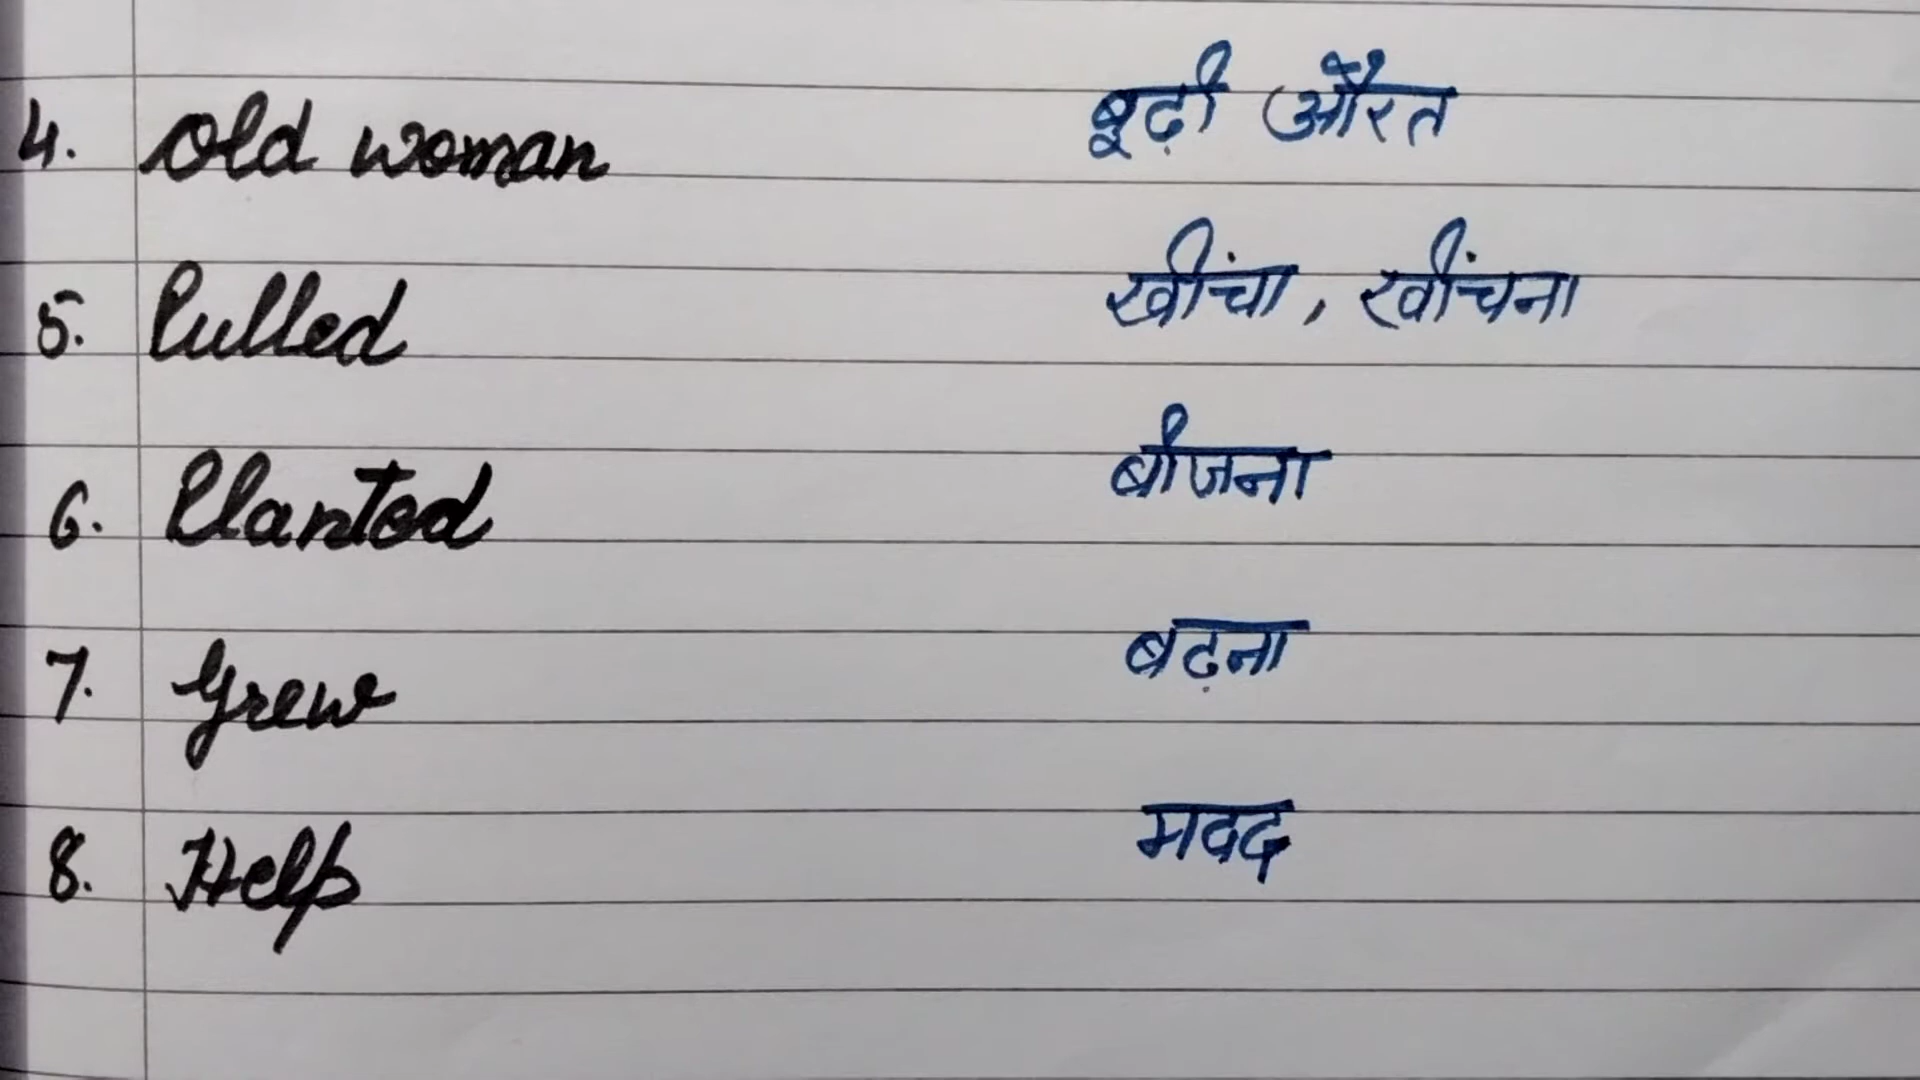 4. Old woman बूढ़ी औरत
5. Pulled खींचा, खींचना
6. Planted बीजना
7. Grew बढ़ना
8. Help मदद